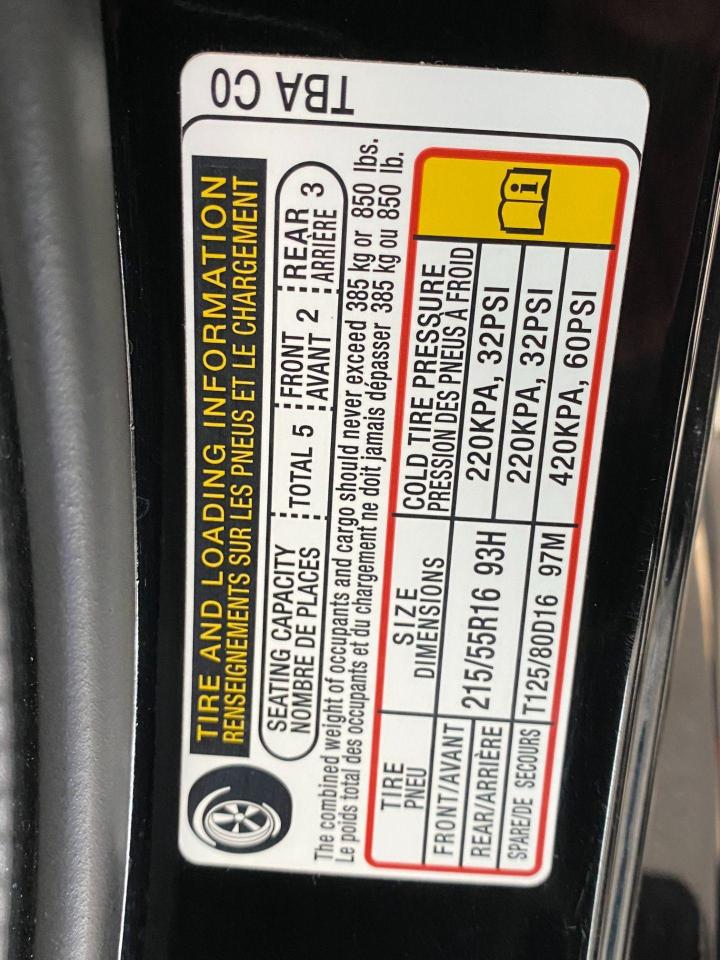 TBA C0
TIRE AND LOADING INFORMATION
RENSEIGNEMENTS SUR LES PNEUS ET LE CHARGEMENT
SEATING CAPACITY
NOMBRE DE PLACES
TOTAL 5
FRONT
AVANT 2
REAR
ARRIÈRE 3
The combined weight of occupants and cargo should never exceed 385 kg or 850 lbs.
Le poids total des occupants et du chargement ne doit jamais dépasser 385 kg ou 850 lb.
TIRE
PNEU
SIZE
DIMENSIONS
COLD TIRE PRESSURE
PRESSION DES PNEUS À FROID
FRONT/AVANT
220KPA, 32PSI
215/55R16 93H
REAR/ARRIÈRE
220KPA, 32PSI
SPARE/DE SECOURS
T125/80D16 97M
420KPA, 60PSI